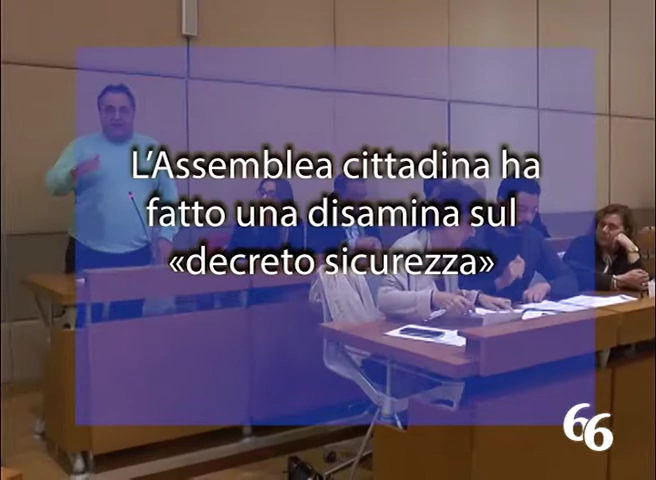 L'Assemblea cittadina ha
fatto una disamina sul
«decreto sicurezza»
66